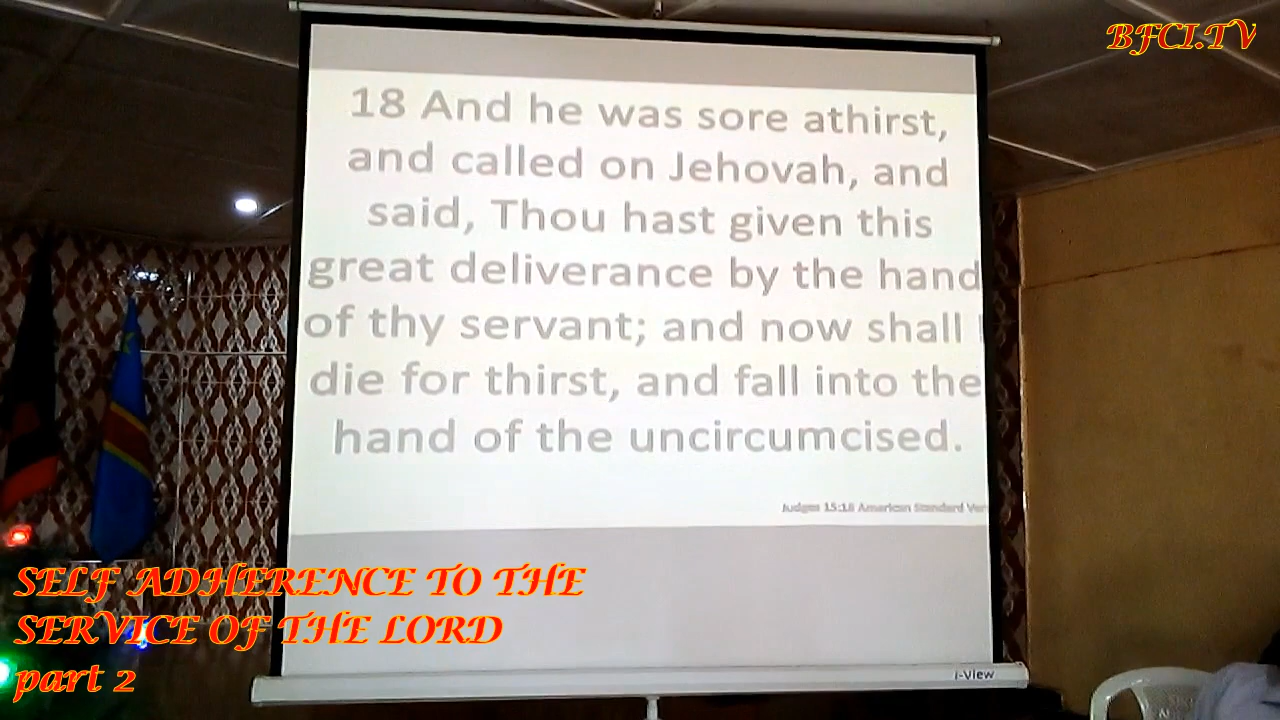 BFCI.TV
18 And he was sore athirst,
and called on Jehovah, and
said, Thou hast given this
great deliverance by the hand
of thy servant; and now shall I
die for thirst, and fall into the
hand of the uncircumcised.
Judges 15:18 American Standard Ver
SELF ADHERENCE TO THE
SERVICE OF THE LORD
part 2
i-View